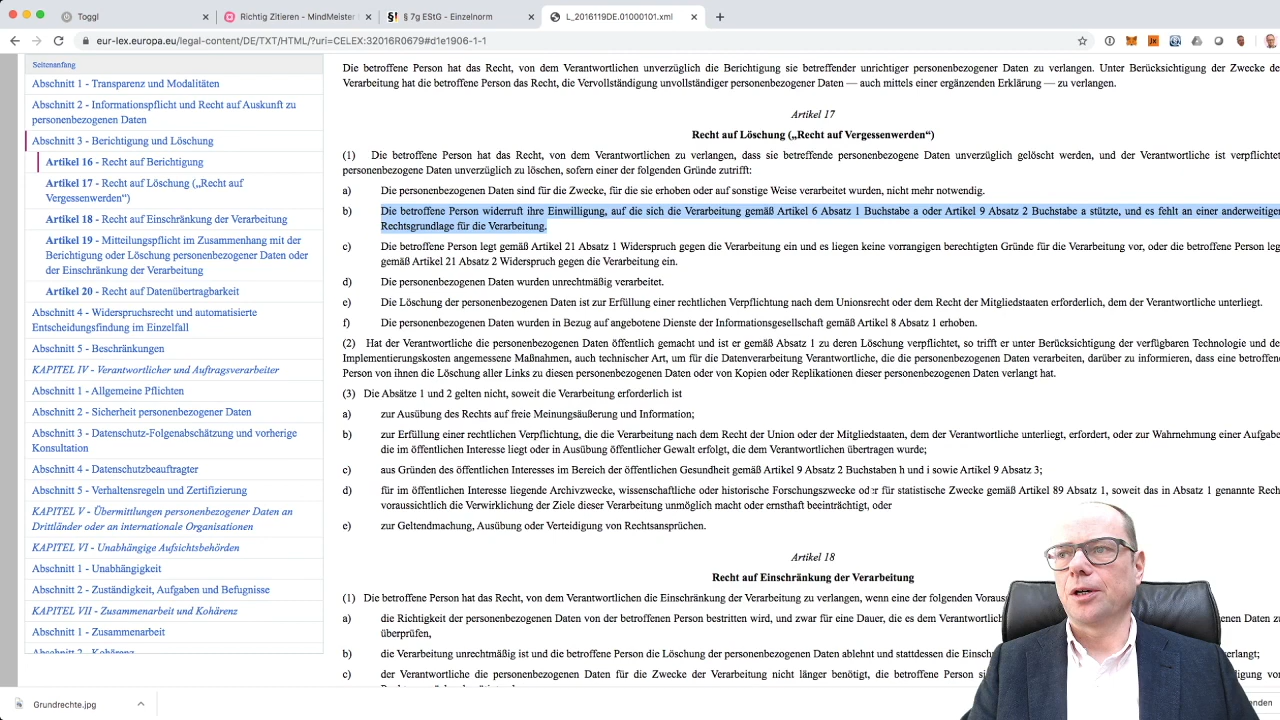 Toggl
Richtig Zitieren - MindMeister
§ 7g EStG - Einzelnorm
L_2016119DE.01000101.xml
eur-lex.europa.eu/legal-content/DE/TXT/HTML/?uri=CELEX:32016R0679#d1e1906-1-1
Seitenanfang
Abschnitt 1 - Transparenz und Modalitäten
Abschnitt 2 - Informationspflicht und Recht auf Auskunft zu
personenbezogenen Daten
Abschnitt 3 - Berichtigung und Löschung
Artikel 16 - Recht auf Berichtigung
Artikel 17 - Recht auf Löschung („Recht auf
Vergessenwerden“)
Artikel 18 - Recht auf Einschränkung der Verarbeitung
Artikel 19 - Mitteilungspflicht im Zusammenhang mit der
Berichtigung oder Löschung personenbezogener Daten oder
der Einschränkung der Verarbeitung
Artikel 20 - Recht auf Datenübertragbarkeit
Abschnitt 4 - Widerspruchsrecht und automatisierte
Entscheidungsfindung im Einzelfall
Abschnitt 5 - Beschränkungen
KAPITEL IV - Verantwortlicher und Auftragsverarbeiter
Abschnitt 1 - Allgemeine Pflichten
Abschnitt 2 - Sicherheit personenbezogener Daten
Abschnitt 3 - Datenschutz-Folgenabschätzung und vorherige
Konsultation
Abschnitt 4 - Datenschutzbeauftragter
Abschnitt 5 - Verhaltensregeln und Zertifizierung
KAPITEL V - Übermittlungen personenbezogener Daten an
Drittländer oder an internationale Organisationen
KAPITEL VI - Unabhängige Aufsichtsbehörden
Abschnitt 1 - Unabhängigkeit
Abschnitt 2 - Zuständigkeit, Aufgaben und Befugnisse
KAPITEL VII - Zusammenarbeit und Kohärenz
Abschnitt 1 - Zusammenarbeit
Abschnitt 2 - Kohärenz
Die betroffene Person hat das Recht, von dem Verantwortlichen unverzüglich die Berichtigung sie betreffender unrichtiger personenbezogener Daten zu verlangen. Unter Berücksichtigung der Zwecke der
Verarbeitung hat die betroffene Person das Recht, die Vervollständigung unvollständiger personenbezogener Daten — auch mittels einer ergänzenden Erklärung — zu verlangen.
Artikel 17
Recht auf Löschung („Recht auf Vergessenwerden“)
(1) Die betroffene Person hat das Recht, von dem Verantwortlichen zu verlangen, dass sie betreffende personenbezogene Daten unverzüglich gelöscht werden, und der Verantwortliche ist verpflichtet
personenbezogene Daten unverzüglich zu löschen, sofern einer der folgenden Gründe zutrifft:
a) Die personenbezogenen Daten sind für die Zwecke, für die sie erhoben oder auf sonstige Weise verarbeitet wurden, nicht mehr notwendig.
b) Die betroffene Person widerruft ihre Einwilligung, auf die sich die Verarbeitung gemäß Artikel 6 Absatz 1 Buchstabe a oder Artikel 9 Absatz 2 Buchstabe a stützte, und es fehlt an einer anderweitigen
Rechtsgrundlage für die Verarbeitung.
c) Die betroffene Person legt gemäß Artikel 21 Absatz 1 Widerspruch gegen die Verarbeitung ein und es liegen keine vorrangigen berechtigten Gründe für die Verarbeitung vor, oder die betroffene Person leg
gemäß Artikel 21 Absatz 2 Widerspruch gegen die Verarbeitung ein.
d) Die personenbezogenen Daten wurden unrechtmäßig verarbeitet.
e) Die Löschung der personenbezogenen Daten ist zur Erfüllung einer rechtlichen Verpflichtung nach dem Unionsrecht oder dem Recht der Mitgliedstaaten erforderlich, dem der Verantwortliche unterliegt.
f) Die personenbezogenen Daten wurden in Bezug auf angebotene Dienste der Informationsgesellschaft gemäß Artikel 8 Absatz 1 erhoben.
(2) Hat der Verantwortliche die personenbezogenen Daten öffentlich gemacht und ist er gemäß Absatz 1 zu deren Löschung verpflichtet, so trifft er unter Berücksichtigung der verfügbaren Technologie und de
Implementierungskosten angemessene Maßnahmen, auch technischer Art, um für die Datenverarbeitung Verantwortliche, die die personenbezogenen Daten verarbeiten, darüber zu informieren, dass eine betroffene
Person von ihnen die Löschung aller Links zu diesen personenbezogenen Daten oder von Kopien oder Replikationen dieser personenbezogenen Daten verlangt hat.
(3) Die Absätze 1 und 2 gelten nicht, soweit die Verarbeitung erforderlich ist
a) zur Ausübung des Rechts auf freie Meinungsäußerung und Information;
b) zur Erfüllung einer rechtlichen Verpflichtung, die die Verarbeitung nach dem Recht der Union oder der Mitgliedstaaten, dem der Verantwortliche unterliegt, erfordert, oder zur Wahrnehmung einer Aufgabe
die im öffentlichen Interesse liegt oder in Ausübung öffentlicher Gewalt erfolgt, die dem Verantwortlichen übertragen wurde;
c) aus Gründen des öffentlichen Interesses im Bereich der öffentlichen Gesundheit gemäß Artikel 9 Absatz 2 Buchstaben h und i sowie Artikel 9 Absatz 3;
d) für im öffentlichen Interesse liegende Archivzwecke, wissenschaftliche oder historische Forschungszwecke oder für statistische Zwecke gemäß Artikel 89 Absatz 1, soweit das in Absatz 1 genannte Rech
voraussichtlich die Verwirklichung der Ziele dieser Verarbeitung unmöglich macht oder ernsthaft beeinträchtigt, oder
e) zur Geltendmachung, Ausübung oder Verteidigung von Rechtsansprüchen.
Artikel 18
Recht auf Einschränkung der Verarbeitung
(1) Die betroffene Person hat das Recht, von dem Verantwortlichen die Einschränkung der Verarbeitung zu verlangen, wenn eine der folgenden Voraus
a) die Richtigkeit der personenbezogenen Daten von der betroffenen Person bestritten wird, und zwar für eine Dauer, die es dem Verantwortl Daten zu
überprüfen,
b) die Verarbeitung unrechtmäßig ist und die betroffene Person die Löschung der personenbezogenen Daten ablehnt und stattdessen die Einsch verlangt;
c) der Verantwortliche die personenbezogenen Daten für die Zwecke der Verarbeitung nicht länger benötigt, die betroffene Person si von
Grundrechte.jpg